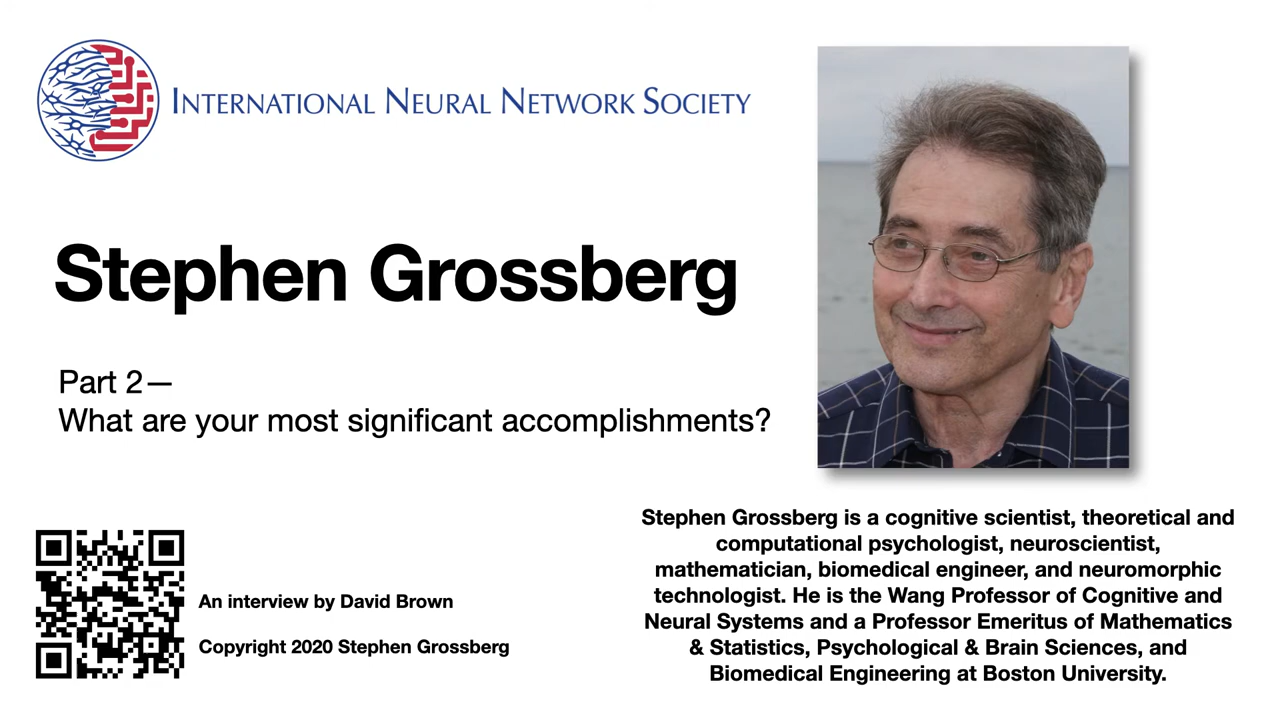 INTERNATIONAL NEURAL NETWORK SOCIETY
Stephen Grossberg
Part 2—
What are your most significant accomplishments?
An interview by David Brown
Copyright 2020 Stephen Grossberg
Stephen Grossberg is a cognitive scientist, theoretical and
computational psychologist, neuroscientist,
mathematician, biomedical engineer, and neuromorphic
technologist. He is the Wang Professor of Cognitive and
Neural Systems and a Professor Emeritus of Mathematics
& Statistics, Psychological & Brain Sciences, and
Biomedical Engineering at Boston University.